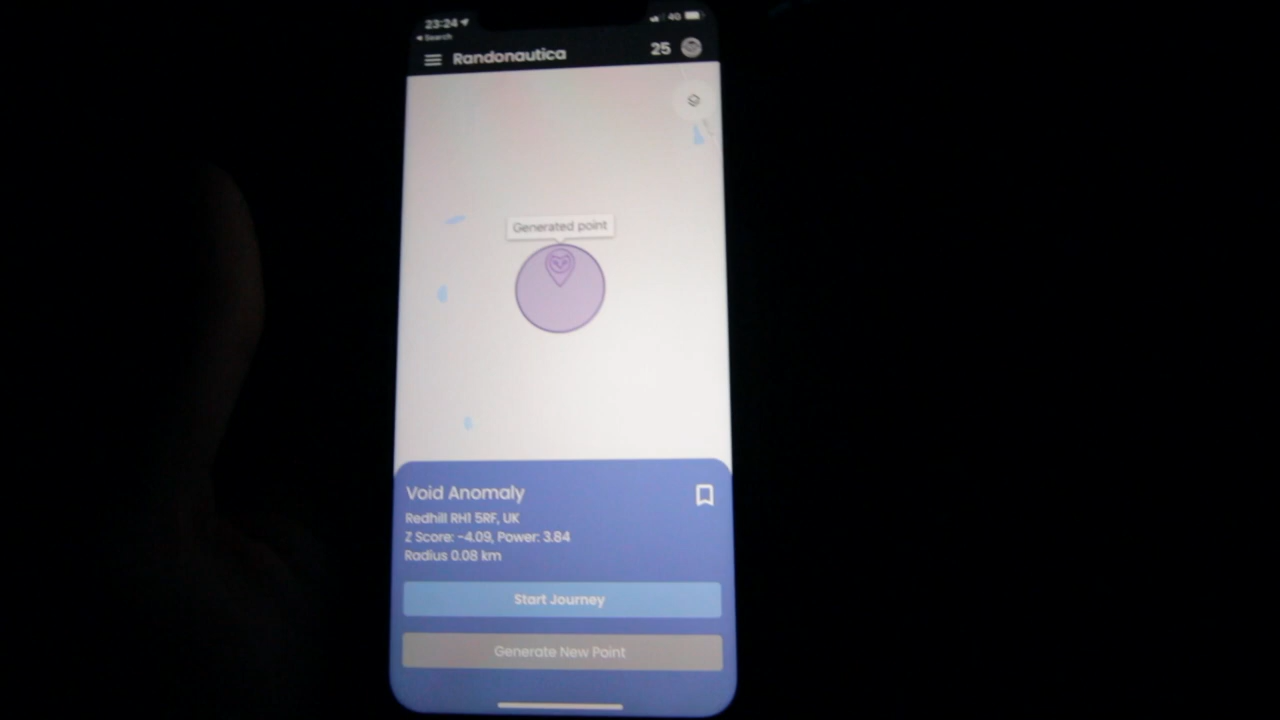 23:24 4G
Search
Randonautica 25
Generated point
Void Anomaly
Redhill RH1 5RF, UK
Z Score: -4.09, Power: 3.84
Radius 0.08 km
Start Journey
Generate New Point